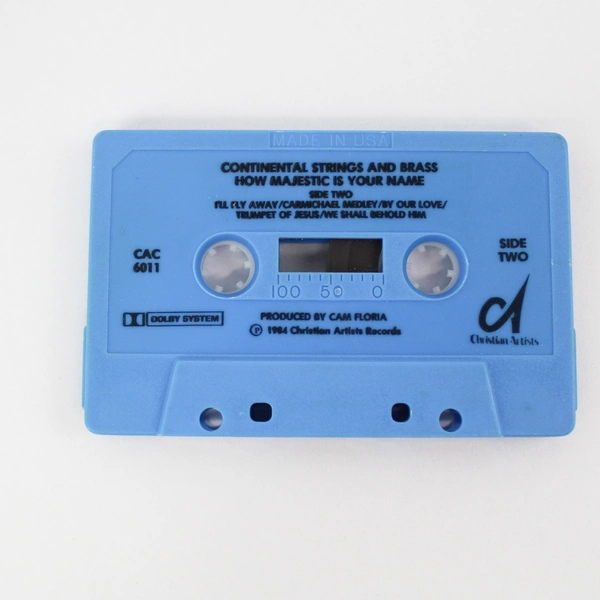 MADE IN USA
CONTINENTAL STRINGS AND BRASS
HOW MAJESTIC IS YOUR NAME
SIDE TWO
I'LL FLY AWAY/CARMICHAEL MEDLEY/BY OUR LOVE/
TRUMPET OF JESUS/WE SHALL BEHOLD HIM
CAC
6011
SIDE
TWO
100 50 0
DOLBY SYSTEM
PRODUCED BY CAM FLORIA
℗ 1984 Christian Artists Records
CA
Christian Artists